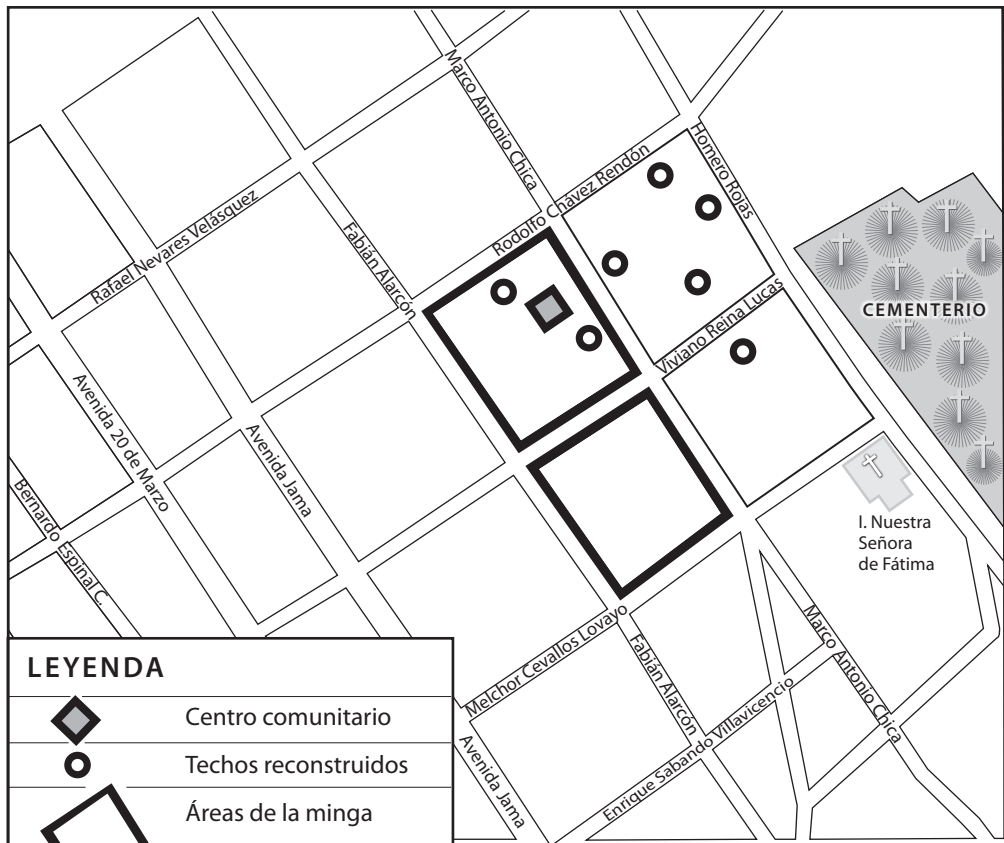 Marco Antonio Chica
Homero Rojas
Rodolfo Chávez Rendón
Rafael Nevares Velásquez
Fabián Alarcón
Viviano Reina Lucas
CEMENTERIO
Avenida 20 de Marzo
Avenida Jama
Bernardo Espinal C.
I. Nuestra
Señora
de Fátima
Melchor Cevallos Lovayo
Fabián Alarcón
Marco Antonio Chica
Enrique Sabando Villavicencio
Avenida Jama
LEYENDA
Centro comunitario
Techos reconstruidos
Áreas de la minga